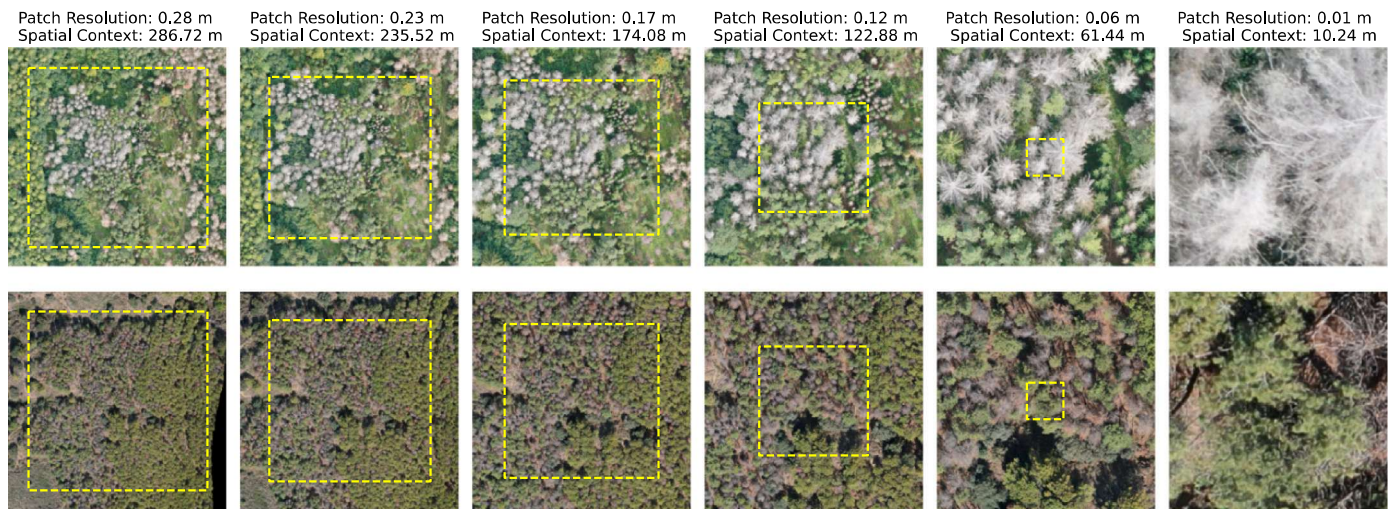 Patch Resolution: 0.28 m
Spatial Context: 286.72 m
Patch Resolution: 0.23 m
Spatial Context: 235.52 m
Patch Resolution: 0.17 m
Spatial Context: 174.08 m
Patch Resolution: 0.12 m
Spatial Context: 122.88 m
Patch Resolution: 0.06 m
Spatial Context: 61.44 m
Patch Resolution: 0.01 m
Spatial Context: 10.24 m